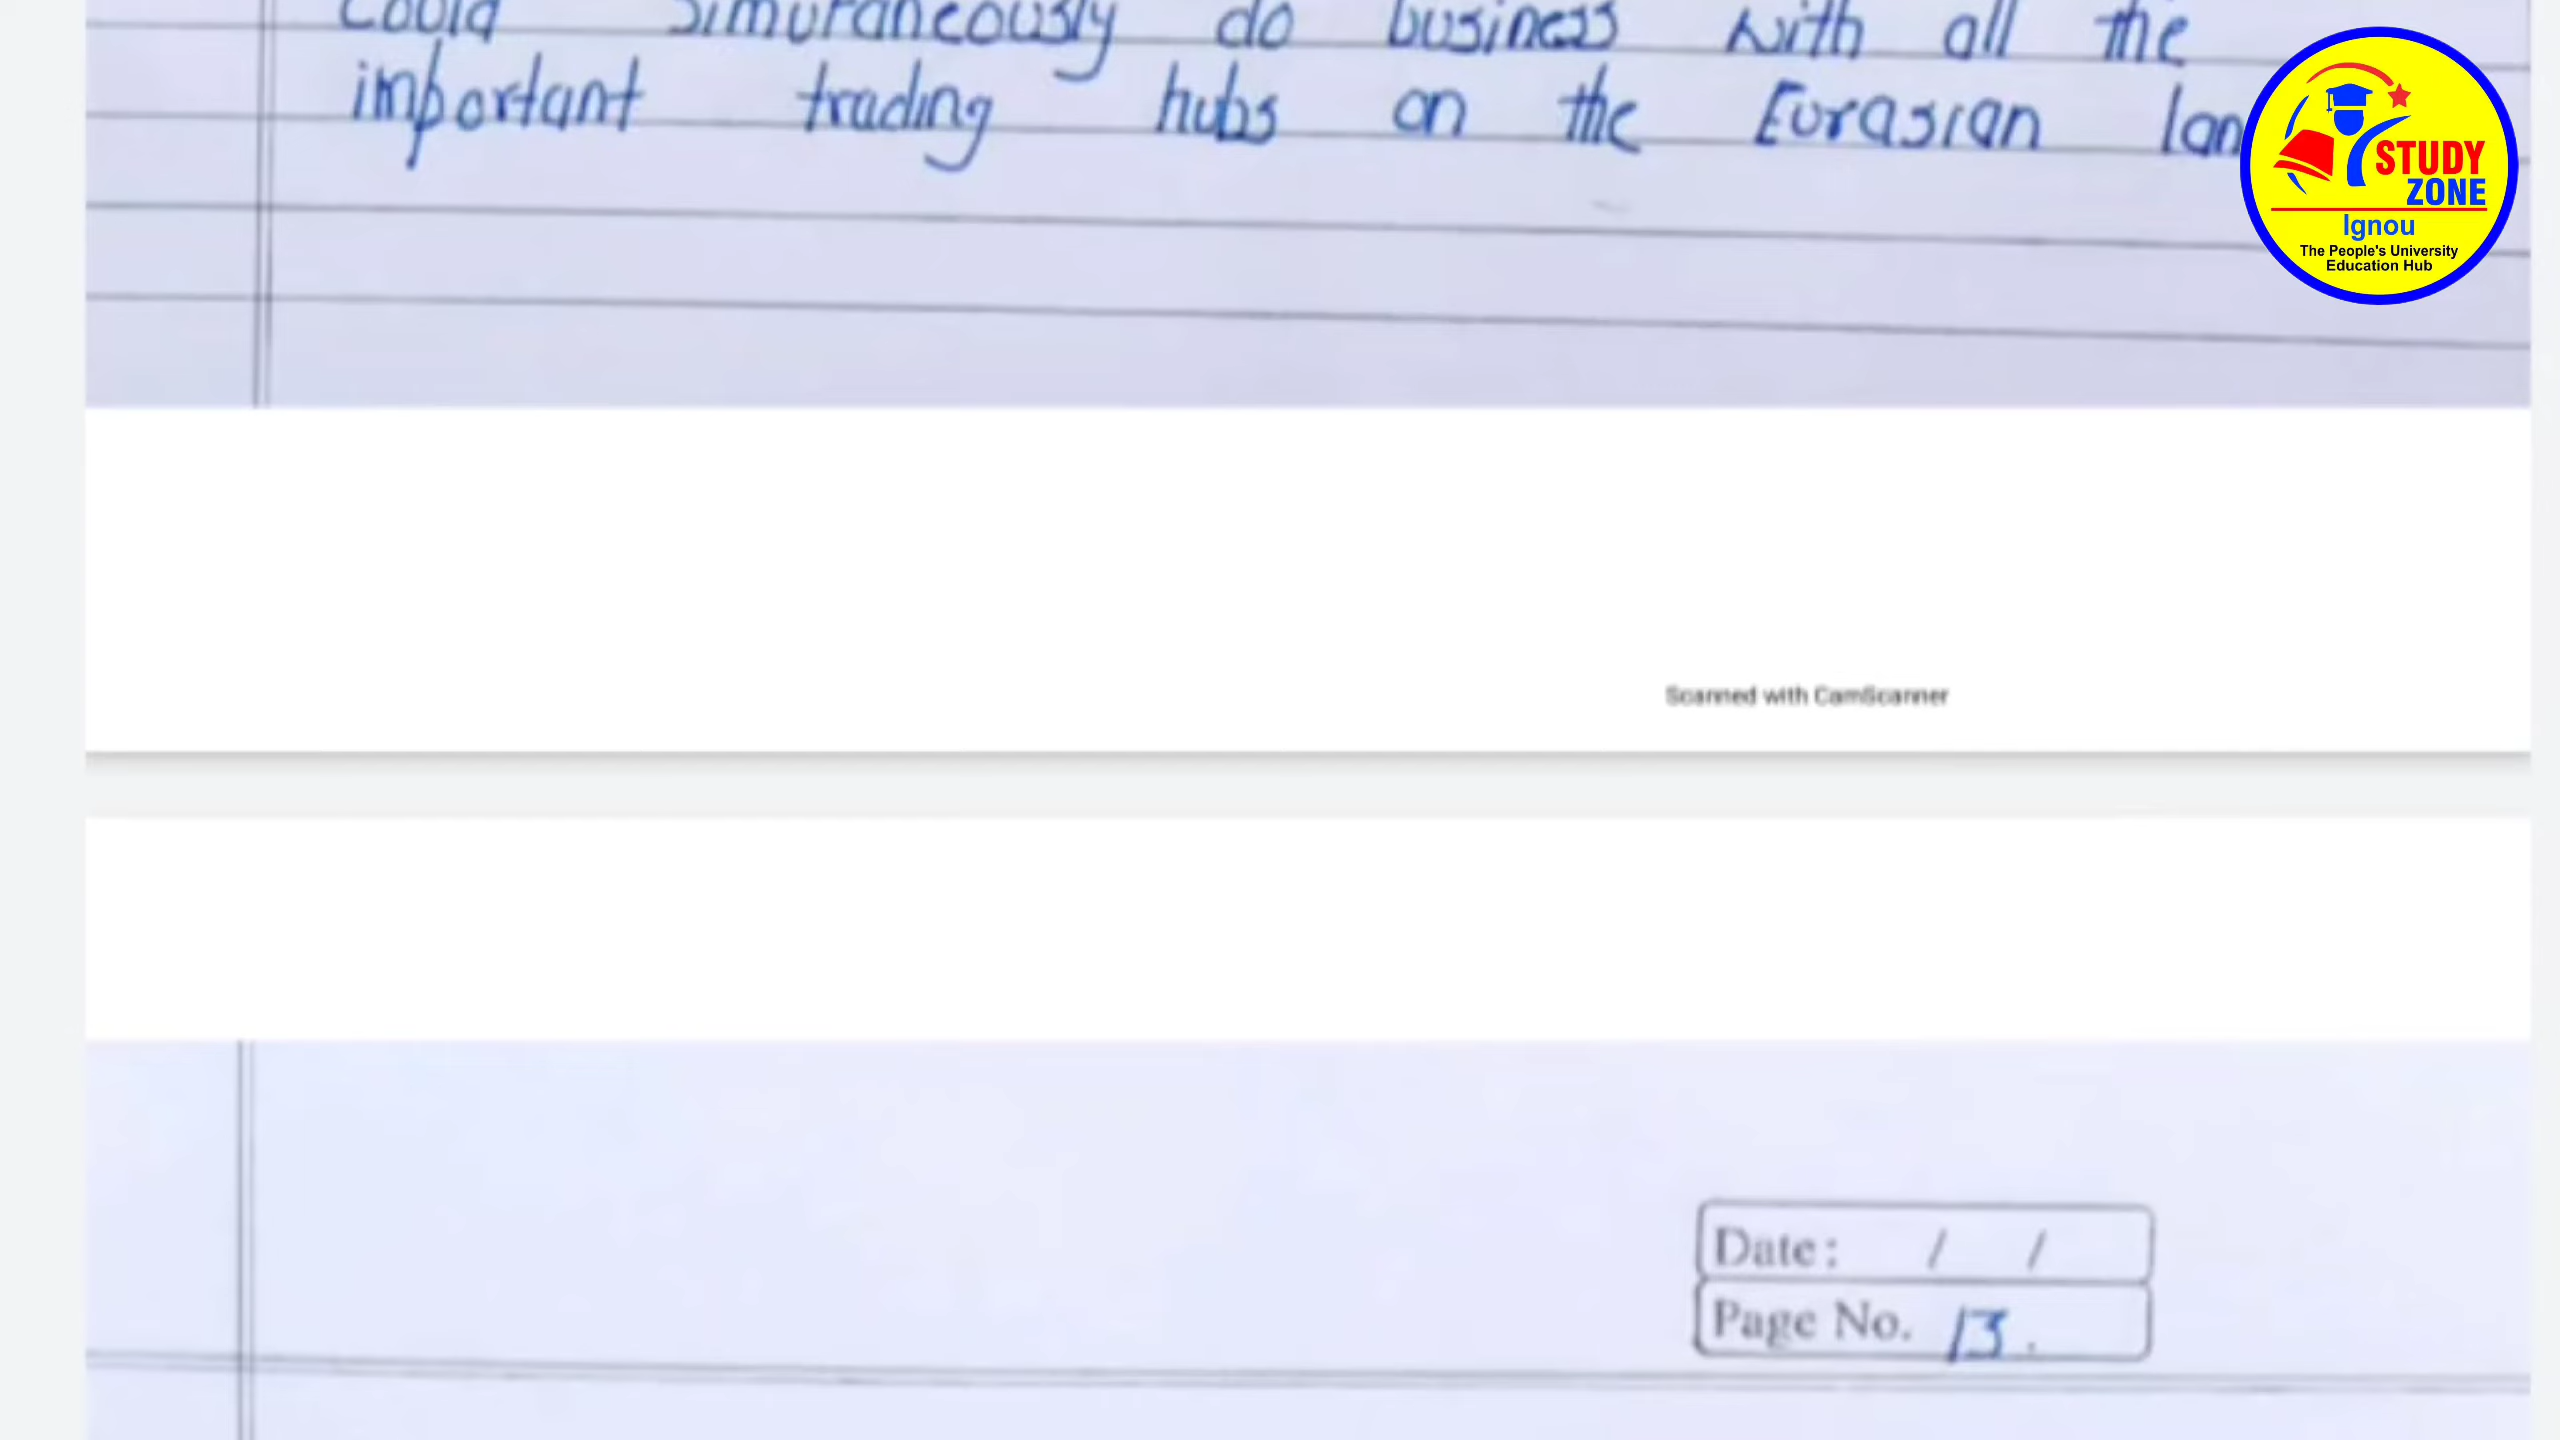 could simultaneously do business with all the
important trading hubs on the Eurasian lan
STUDY
ZONE
Ignou
The People's University
Education Hub
Scanned with CamScanner
Date: / /
Page No. 13.